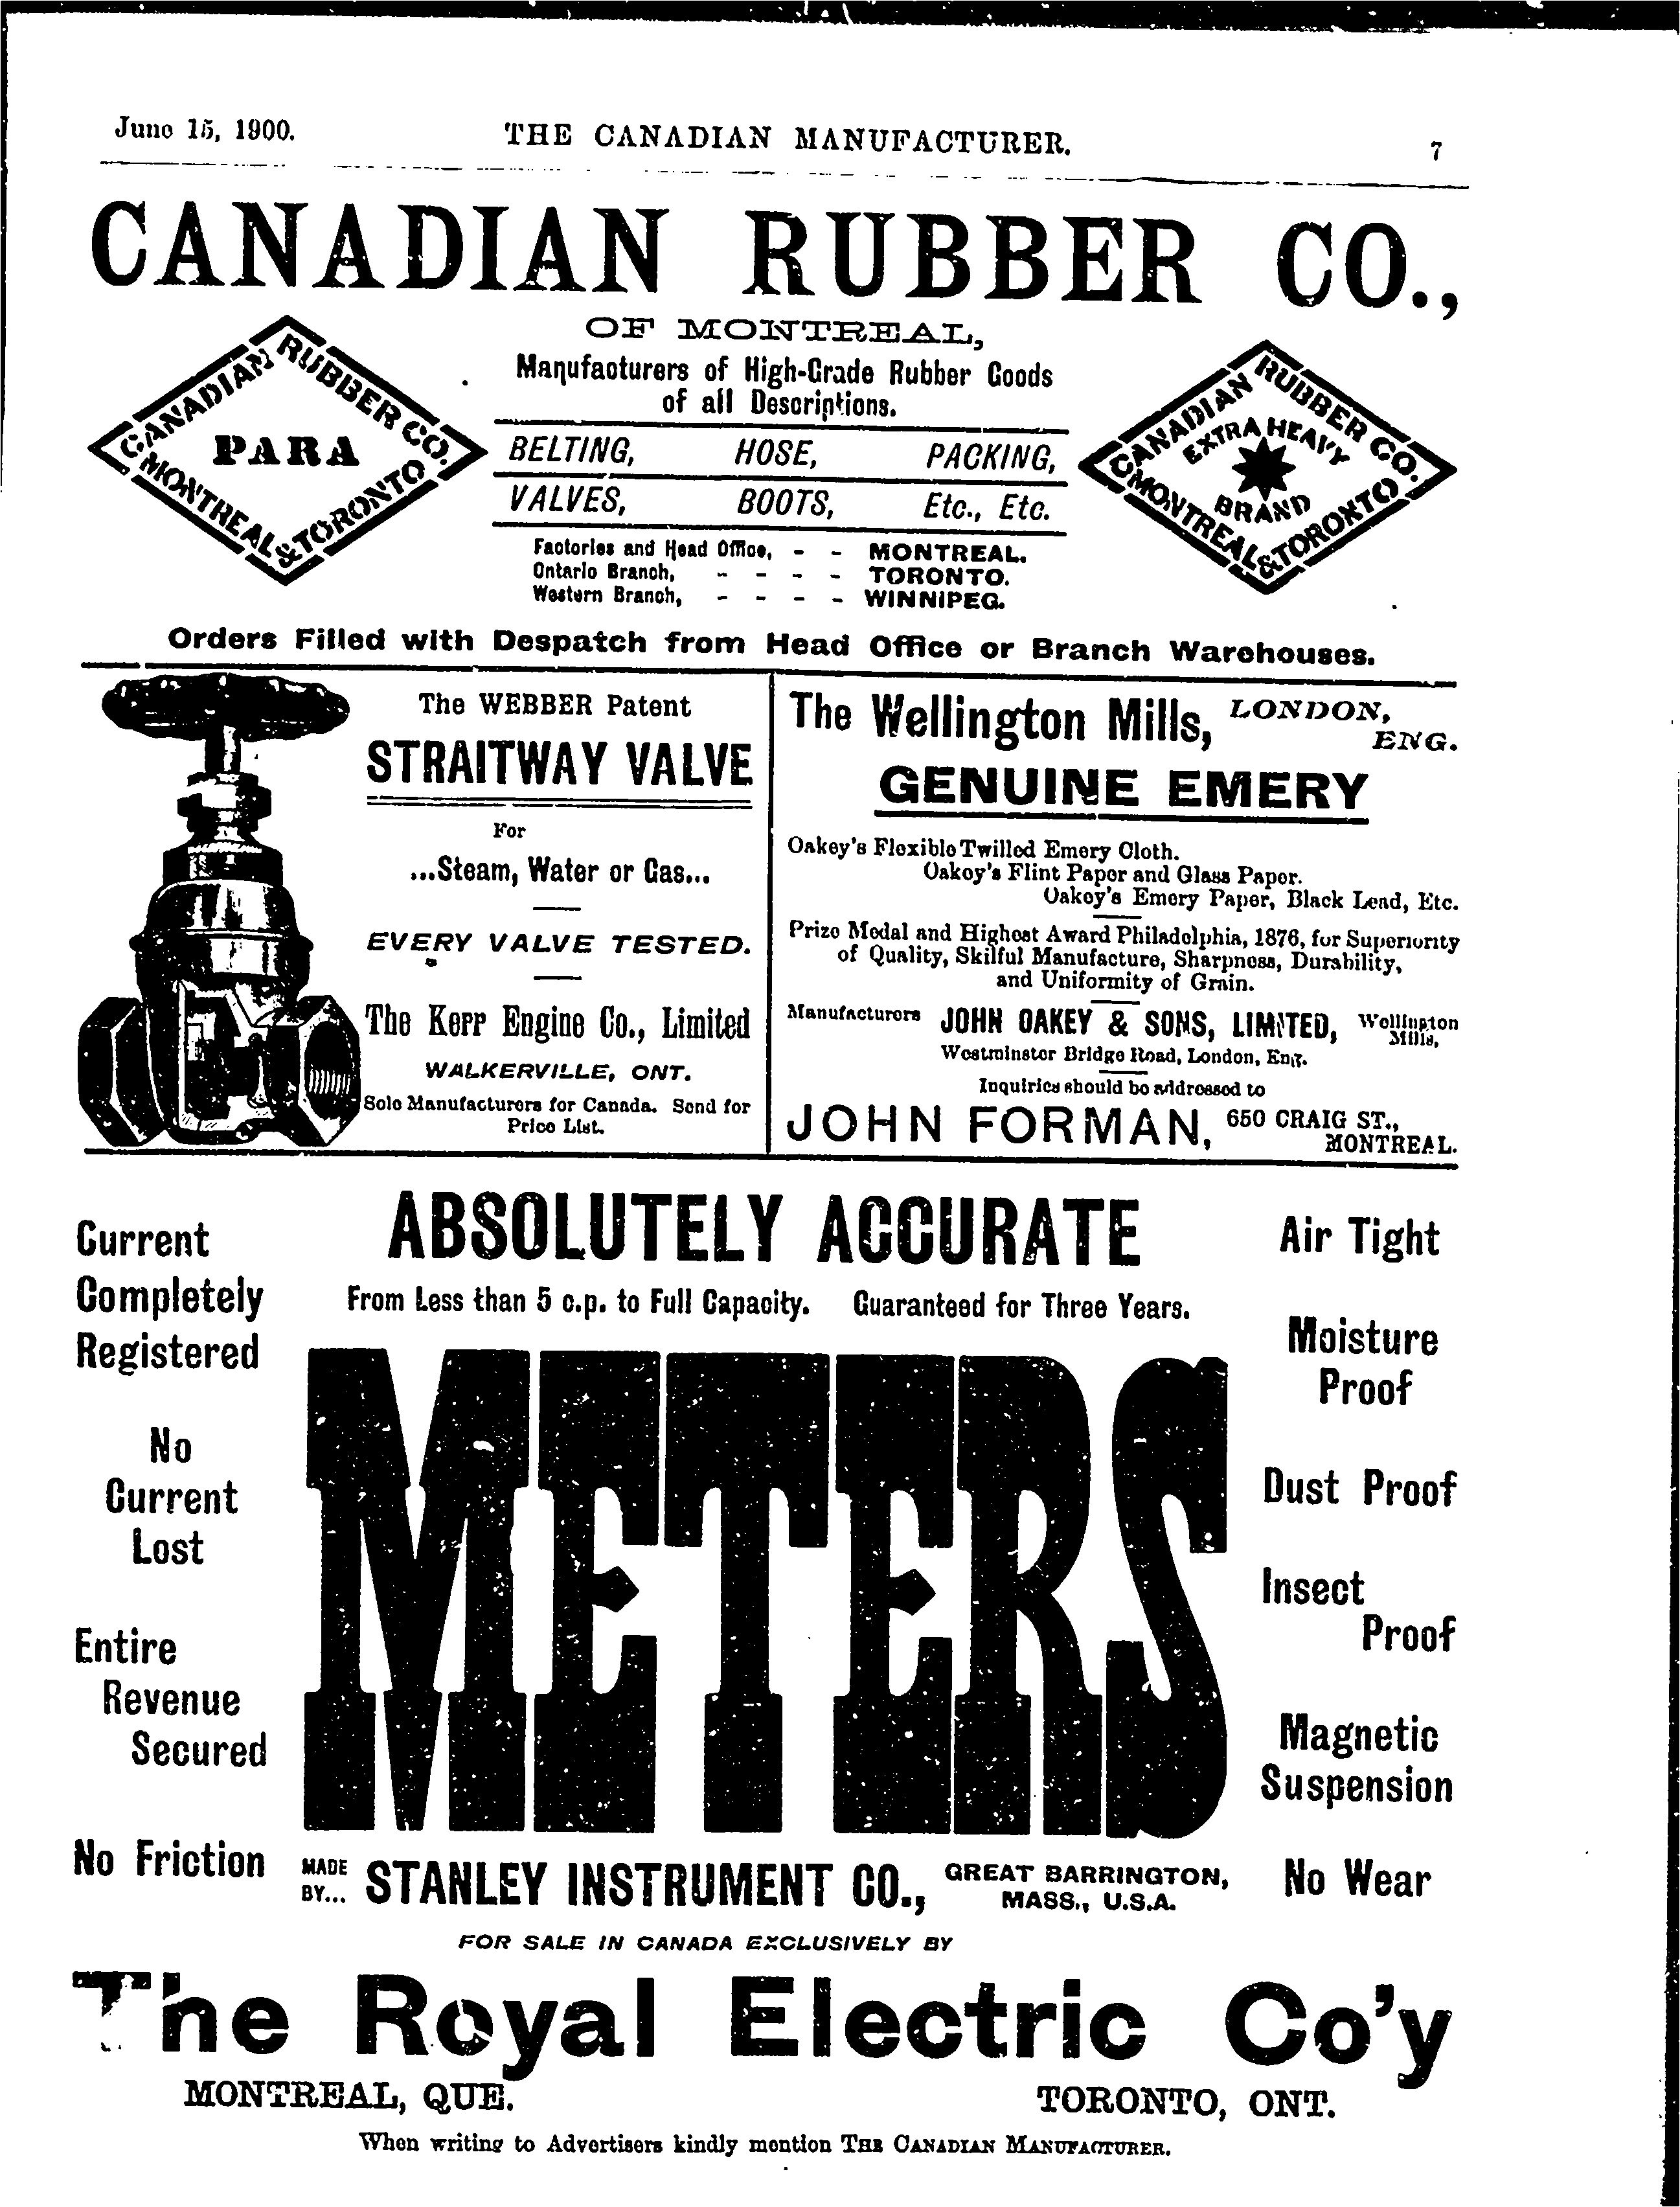 June 15, 1900.
THE CANADIAN MANUFACTURER.
7
CANADIAN RUBBER CO.,
OF MONTREAL,
Manufacturers of High-Grade Rubber Goods
of all Descriptions.
CANADIAN RUBBER CO.
PARA
MONTREAL & TORONTO
BELTING, HOSE, PACKING,
VALVES, BOOTS, Etc., Etc.
CANADIAN RUBBER CO.
EXTRA HEAVY
BRAND
MONTREAL & TORONTO
Factories and Head Office, - - MONTREAL.
Ontario Branch, - - - - TORONTO.
Western Branch, - - - - WINNIPEG.
Orders Filled with Despatch from Head Office or Branch Warehouses.
The WEBBER Patent
STRAITWAY VALVE
For
...Steam, Water or Gas...
EVERY VALVE TESTED.
The Kerr Engine Co., Limited
WALKERVILLE, ONT.
Sole Manufacturers for Canada. Send for
Price List.
The Wellington Mills, LONDON,
ENG.
GENUINE EMERY
Oakey's Flexible Twilled Emery Cloth.
Oakey's Flint Paper and Glass Paper.
Oakey's Emery Paper, Black Lead, Etc.
Prize Medal and Highest Award Philadelphia, 1876, for Superiority
of Quality, Skilful Manufacture, Sharpness, Durability,
and Uniformity of Grain.
Manufacturers JOHN OAKEY & SONS, LIMITED, Wellington
Mills,
Westminster Bridge Road, London, Eng.
Inquiries should be addressed to
JOHN FORMAN, 650 CRAIG ST.,
MONTREAL.
ABSOLUTELY ACCURATE
From Less than 5 c.p. to Full Capacity. Guaranteed for Three Years.
Current
Completely
Registered
No
Current
Lost
Entire
Revenue
Secured
No Friction
METERS
Air Tight
Moisture
Proof
Dust Proof
Insect
Proof
Magnetic
Suspension
No Wear
MADE
BY... STANLEY INSTRUMENT CO., GREAT BARRINGTON,
MASS., U.S.A.
FOR SALE IN CANADA EXCLUSIVELY BY
The Royal Electric Co'y
MONTREAL, QUE. TORONTO, ONT.
When writing to Advertisers kindly mention THE CANADIAN MANUFACTURER.